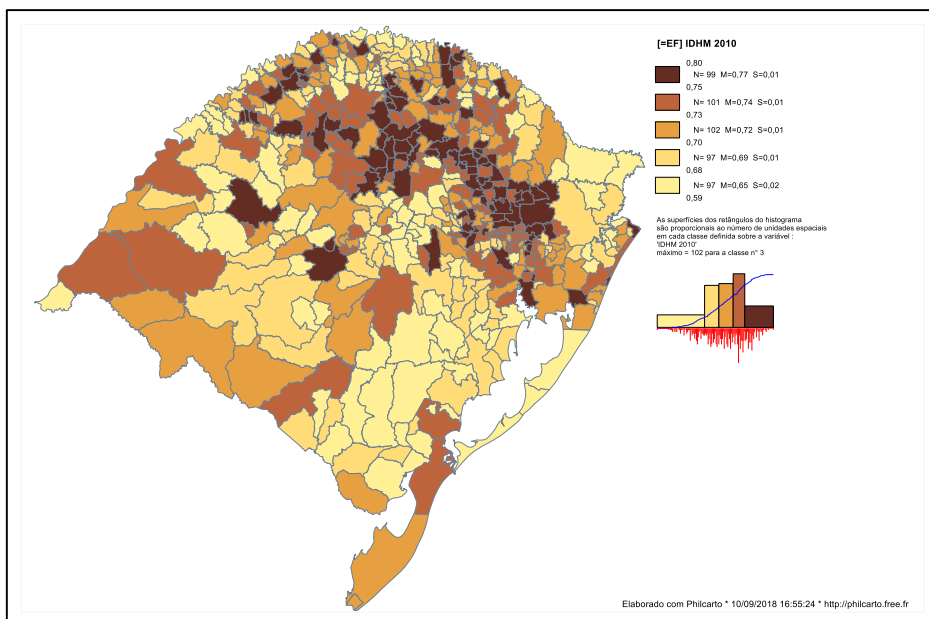 [=EF] IDHM 2010
0,80
N= 99 M=0,77 S=0,01
0,75
N= 101 M=0,74 S=0,01
0,73
N= 102 M=0,72 S=0,01
0,70
N= 97 M=0,69 S=0,01
0,68
N= 97 M=0,65 S=0,02
0,59
As superfícies dos retângulos do histograma
são proporcionais ao número de unidades espaciais
em cada classe definida sobre a variável :
'IDHM 2010'
máximo = 102 para a classe n° 3
Elaborado com Philcarto * 10/09/2018 16:55:24 * http://philcarto.free.fr